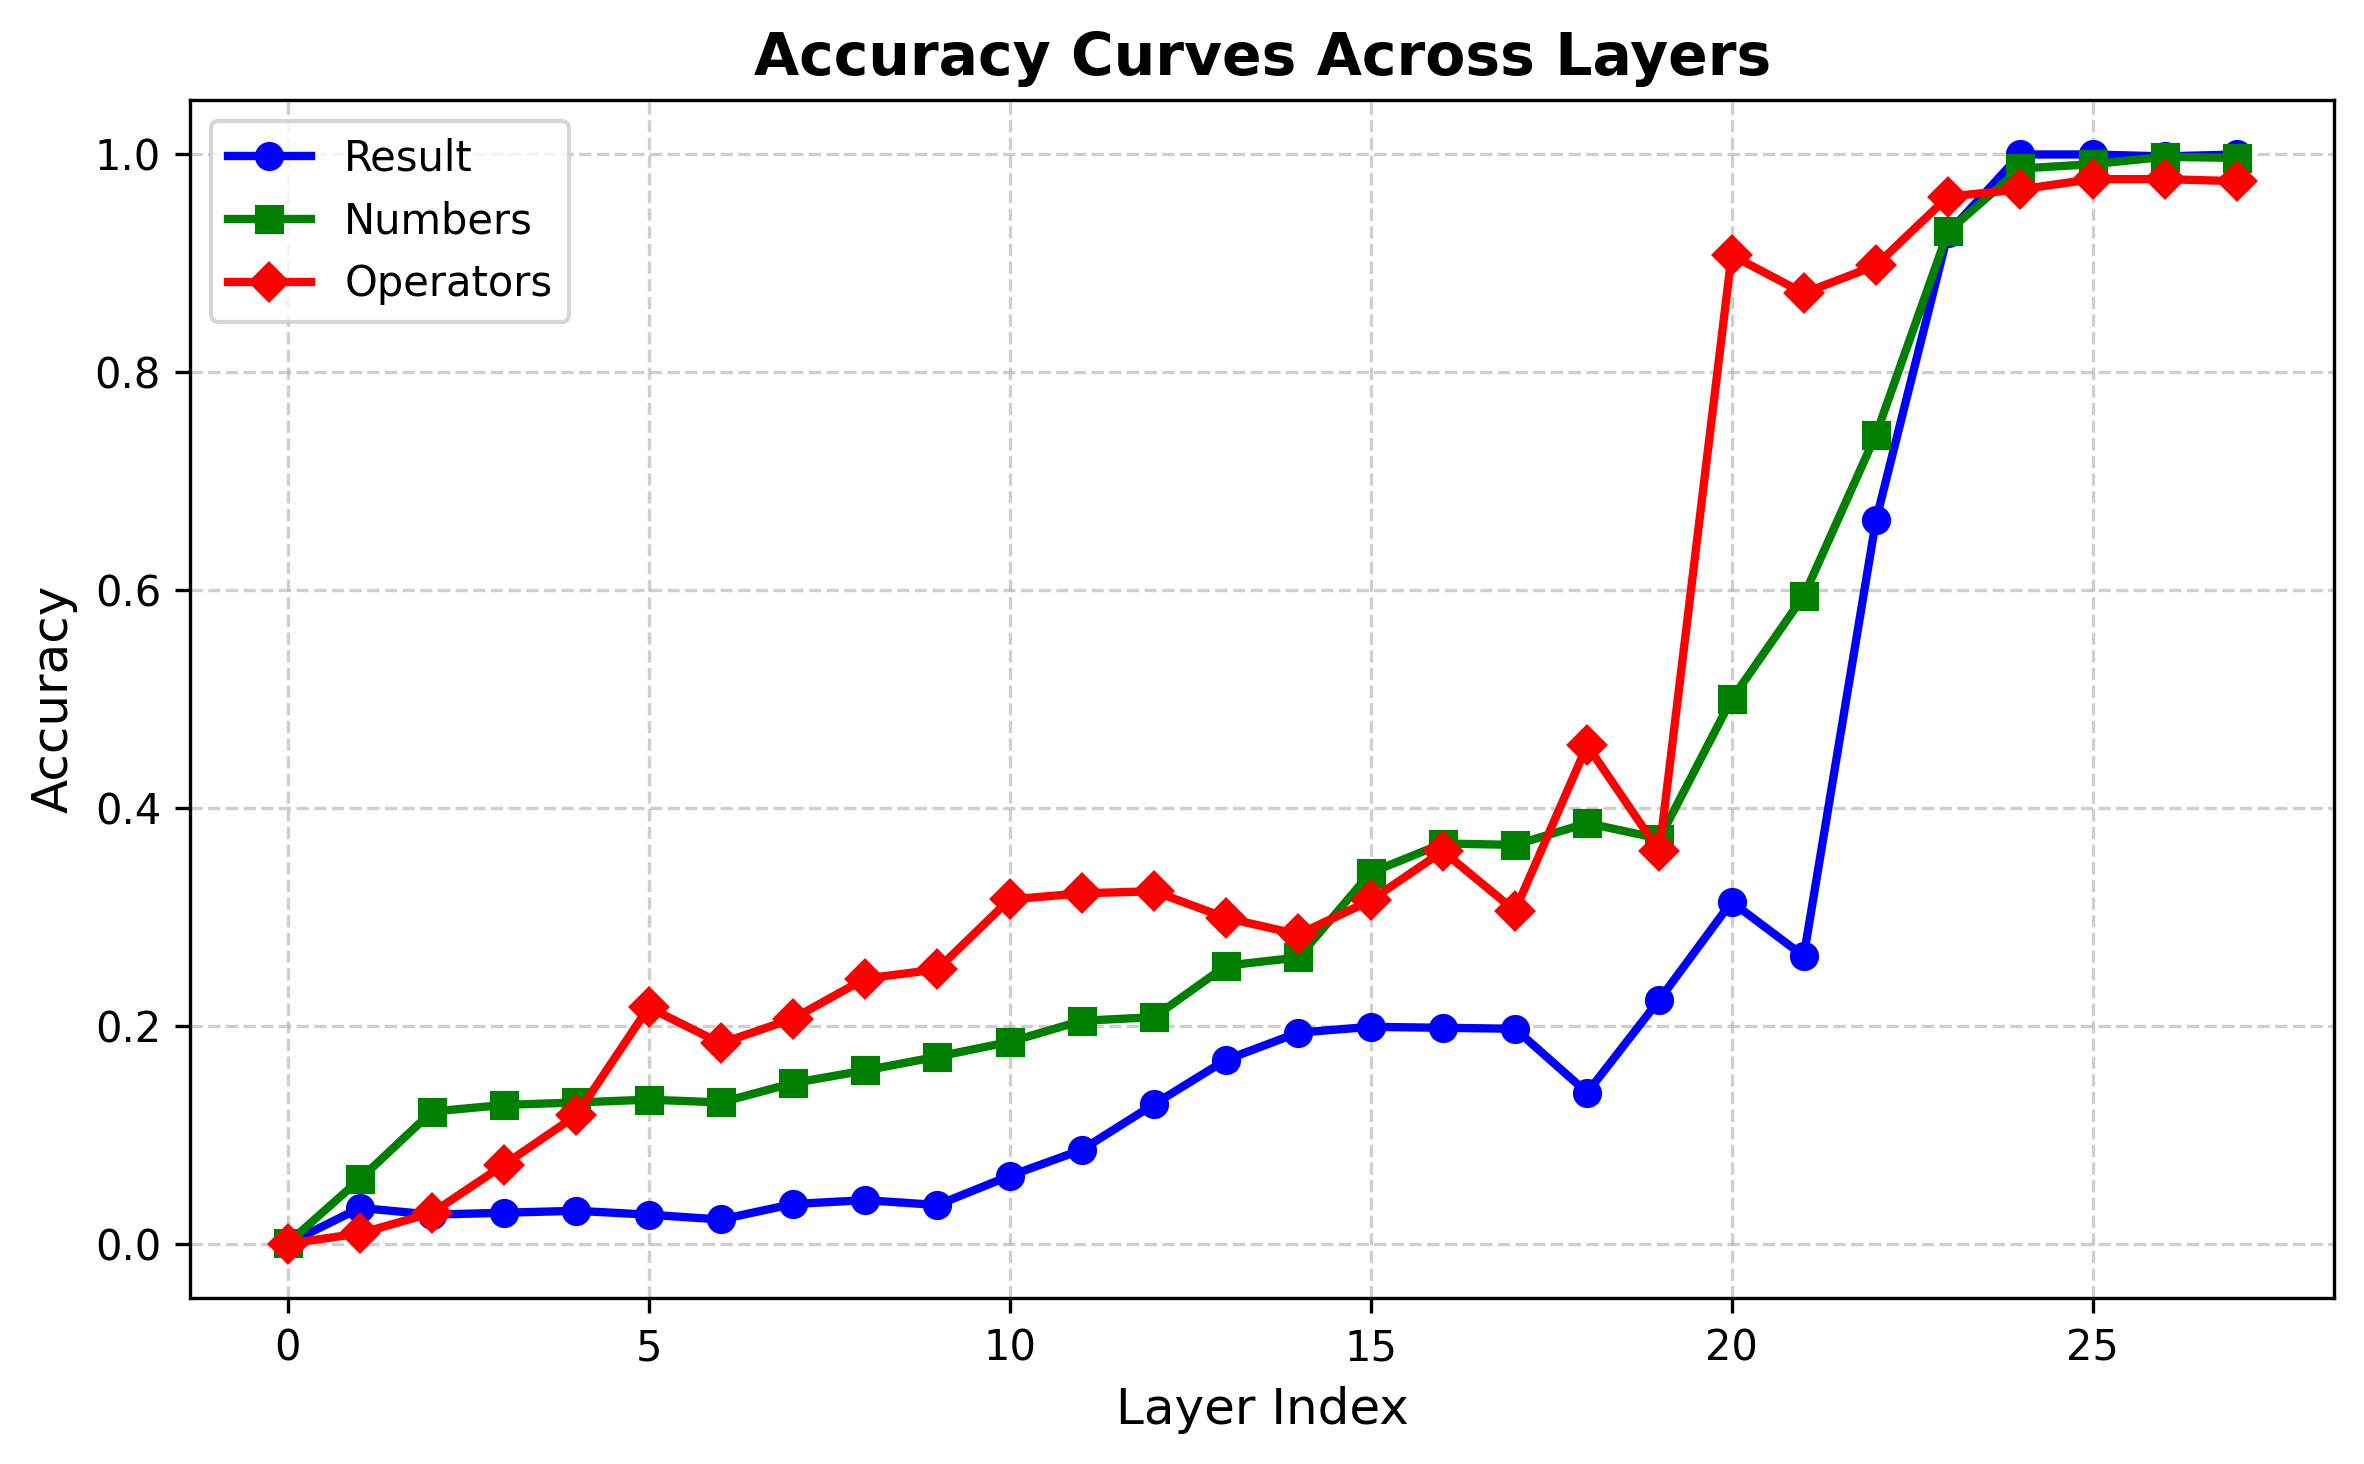 Accuracy Curves Across Layers
Result
Numbers
Operators
1.0
0.8
0.6
0.4
0.2
0.0
Accuracy
0 5 10 15 20 25
Layer Index